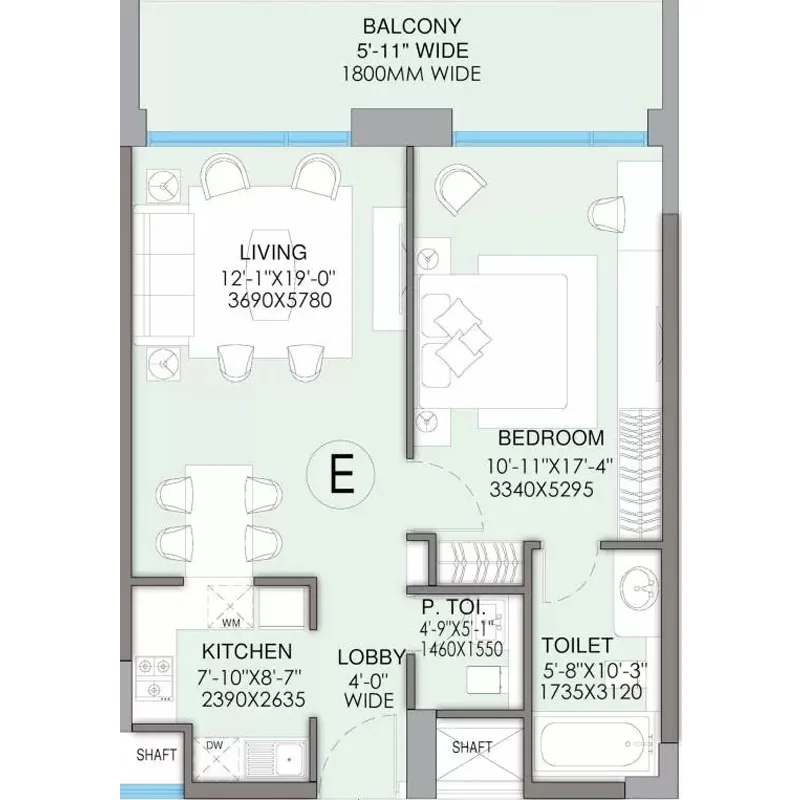 BALCONY
5'-11" WIDE
1800MM WIDE
LIVING
12'-1"X19'-0"
3690X5780
BEDROOM
10'-11"X17'-4"
3340X5295
E
WM
KITCHEN
7'-10"X8'-7"
2390X2635
LOBBY
4'-0"
WIDE
P. TOI.
4'-9"X5'-1"
1460X1550
TOILET
5'-8"X10'-3"
1735X3120
SHAFT
DW
SHAFT